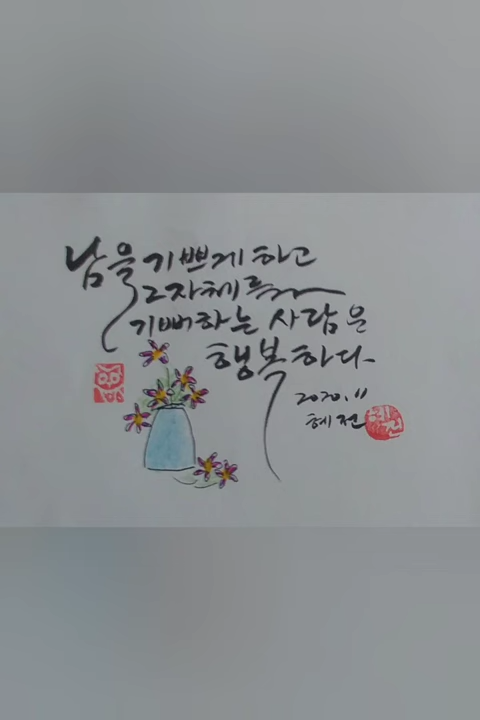 남을 기쁘게 하고
그 자체를
기뻐하는 사람은
행복하다.
2020.11
혜전